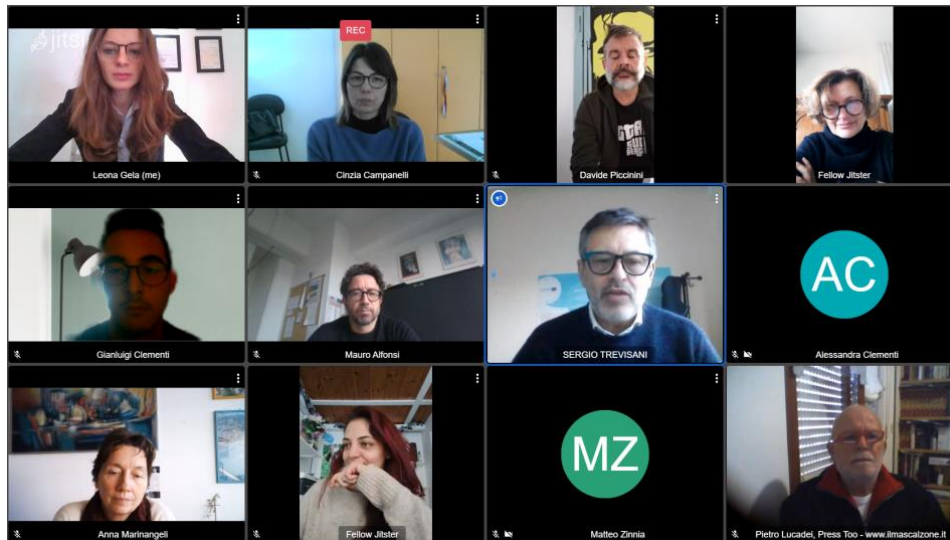 jitsi
REC
Leona Gela (me)
Cinzia Campanelli
Davide Piccinini
Fellow Jitster
Gianluigi Clementi
Mauro Alfonsi
SERGIO TREVISANI
AC
Alessandra Clementi
Anna Marinangeli
Fellow Jitster
MZ
Matteo Zinnia
Pietro Lucadei, Press Too - www.ilmascalzone.it